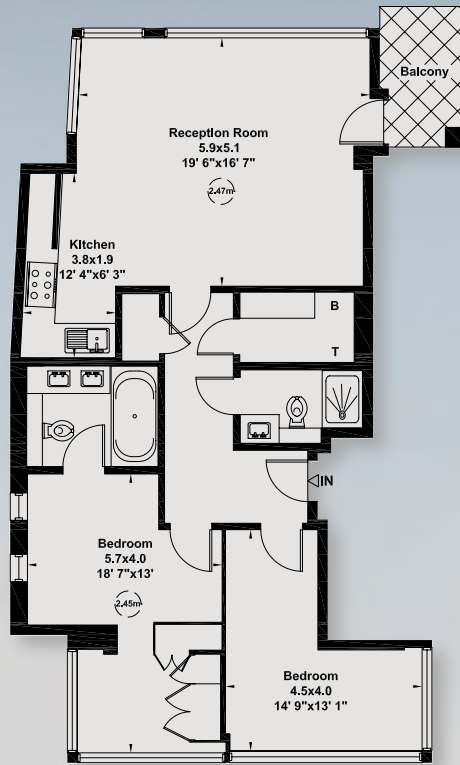 Balcony
Reception Room
5.9x5.1
19' 6"x16' 7"
2.47m
Kitchen
3.8x1.9
12' 4"x6' 3"
B
T
IN
Bedroom
5.7x4.0
18' 7"x13'
2.45m
Bedroom
4.5x4.0
14' 9"x13' 1"